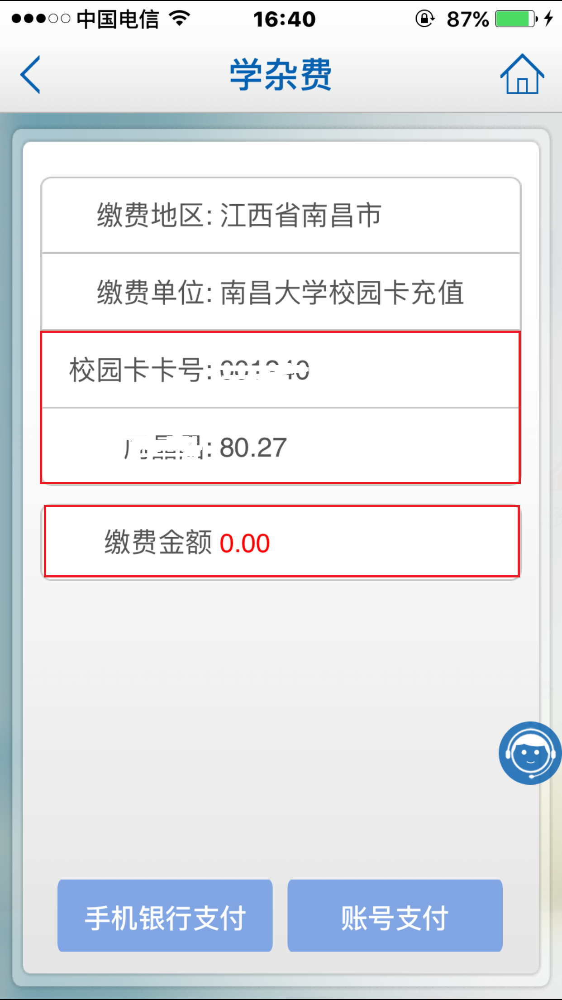 中国电信 16:40 87%
学杂费
缴费地区: 江西省南昌市
缴费单位: 南昌大学校园卡充值
校园卡卡号:
: 80.27
缴费金额 0.00
手机银行支付 账号支付